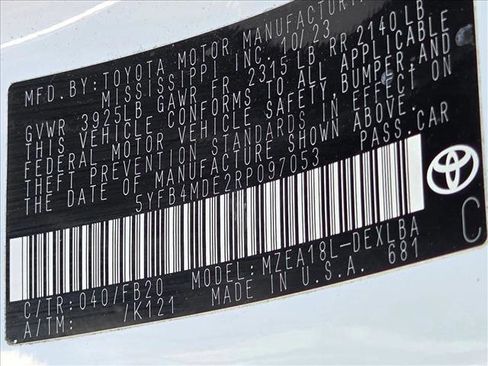 MFD. BY: TOYOTA MOTOR MANUFACTURI
MISSISSIPPI INC. 10/23
GVWR 3925LB GAWR FR 2315LB RR 2140LB
THIS VEHICLE CONFORMS TO ALL APPLICABLE
FEDERAL MOTOR VEHICLE SAFETY, BUMPER, AND
THEFT PREVENTION STANDARDS IN EFFECT ON
THE DATE OF MANUFACTURE SHOWN ABOVE.
5YFB4MDE2RP097053 PASS. CAR
C
C/TR: 040/FB20 MODEL: MZEA18L-DEXLBA
A/TM: /K121 MADE IN U.S.A. 681